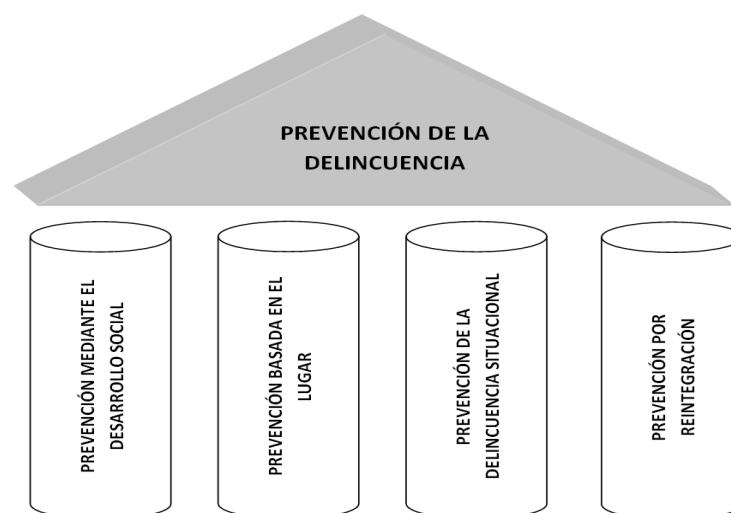 PREVENCIÓN DE LA
DELINCUENCIA
PREVENCIÓN MEDIANTE EL
DESARROLLO SOCIAL
PREVENCIÓN BASADA EN EL
LUGAR
PREVENCIÓN DE LA
DELINCUENCIA SITUACIONAL
PREVENCIÓN POR
REINTEGRACIÓN